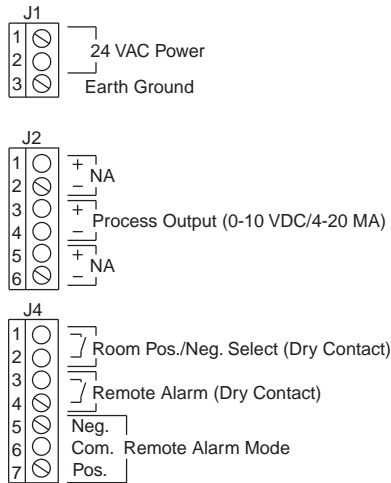 J1
1
24 VAC Power
2
3 Earth Ground
J2
1 +
NA
2 –
3 +
Process Output (0-10 VDC/4-20 MA)
4 –
5 +
NA
6 –
J4
1
Room Pos./Neg. Select (Dry Contact)
2
3
Remote Alarm (Dry Contact)
4
5 Neg.
6 Com. Remote Alarm Mode
7 Pos.